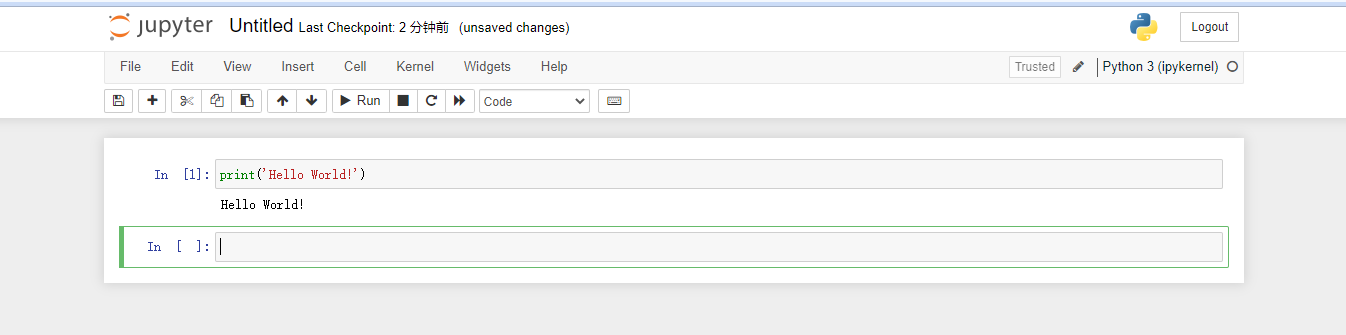 jupyter Untitled Last Checkpoint: 2 分钟前 (unsaved changes) Logout
File Edit View Insert Cell Kernel Widgets Help Trusted Python 3 (ipykernel)
Run Code
In [1]: print('Hello World!')
Hello World!
In [ ]: